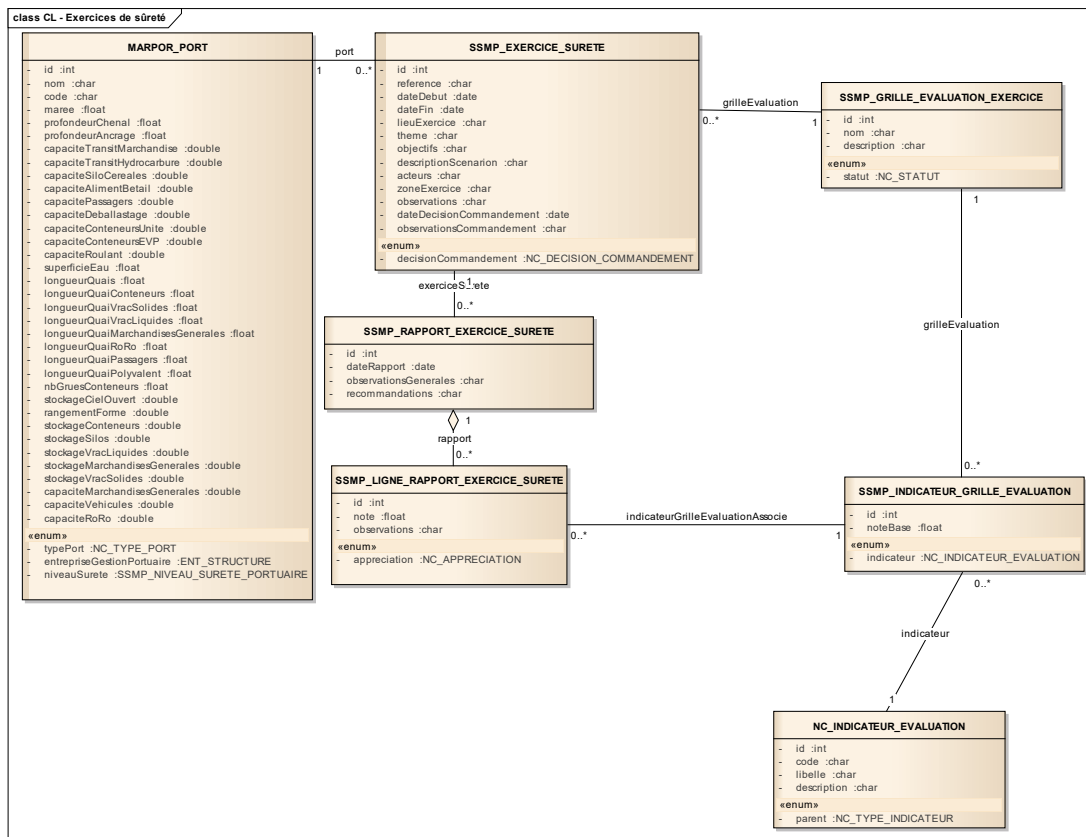 class CL - Exercices de sûreté
MARPOR_PORT
- id :int
- nom :char
- code :char
- maree :float
- profondeurChenal :float
- profondeurAncrage :float
- capaciteTransitMarchandise :double
- capaciteTransitHydrocarbure :double
- capaciteSiloCereales :double
- capaciteAlimentBetail :double
- capacitePassagers :double
- capaciteDeballastage :double
- capaciteConteneursUnite :double
- capaciteConteneursEVP :double
- capaciteRoulant :double
- superficieEau :float
- longueurQuais :float
- longueurQuaiConteneurs :float
- longueurQuaiVracSolides :float
- longueurQuaiVracLiquides :float
- longueurQuaiMarchandisesGenerales :float
- longueurQuaiRoRo :float
- longueurQuaiPassagers :float
- longueurQuaiPolyvalent :float
- nbGruesConteneurs :float
- stockageCielOuvert :double
- rangementForme :double
- stockageConteneurs :double
- stockageSilos :double
- stockageVracLiquides :double
- stockageMarchandisesGenerales :double
- stockageVracSolides :double
- capaciteMarchandisesGenerales :double
- capaciteVehicules :double
- capaciteRoRo :double
«enum»
- typePort :NC_TYPE_PORT
- entrepriseGestionPortuaire :ENT_STRUCTURE
- niveauSurete :SSMP_NIVEAU_SURETE_PORTUAIRE
port
1
0..*
SSMP_EXERCICE_SURETE
- id :int
- reference :char
- dateDebut :date
- dateFin :date
- lieuExercice :char
- theme :char
- objectifs :char
- descriptionScenarion :char
- acteurs :char
- zoneExercice :char
- observations :char
- dateDecisionCommandement :date
- observationsCommandement :char
«enum»
- decisionCommandement :NC_DECISION_COMMANDEMENT
grilleEvaluation
0..*
1
SSMP_GRILLE_EVALUATION_EXERCICE
- id :int
- nom :char
- description :char
«enum»
- statut :NC_STATUT
1
grilleEvaluation
0..*
1
exerciceSurete
0..*
SSMP_RAPPORT_EXERCICE_SURETE
- id :int
- dateRapport :date
- observationsGenerales :char
- recommandations :char
1
rapport
0..*
SSMP_LIGNE_RAPPORT_EXERCICE_SURETE
- id :int
- note :float
- observations :char
«enum»
- appreciation :NC_APPRECIATION
indicateurGrilleEvaluationAssocie
0..*
1
SSMP_INDICATEUR_GRILLE_EVALUATION
- id :int
- noteBase :float
«enum»
- indicateur :NC_INDICATEUR_EVALUATION
0..*
indicateur
1
NC_INDICATEUR_EVALUATION
- id :int
- code :char
- libelle :char
- description :char
«enum»
- parent :NC_TYPE_INDICATEUR